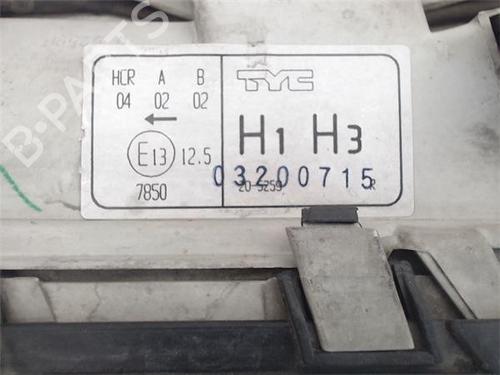 HCR A B
04 02 02
←
E13 12.5
7850
TYC
H1 H3
03200715
20-5259
B-PARTS